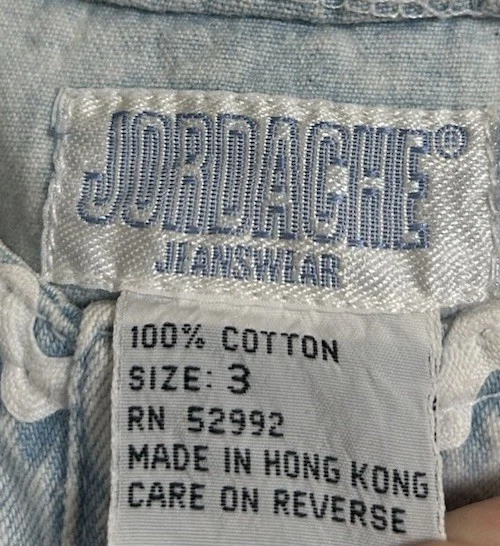 JORDACHE®
JEANSWEAR
100% COTTON
SIZE: 3
RN 52992
MADE IN HONG KONG
CARE ON REVERSE